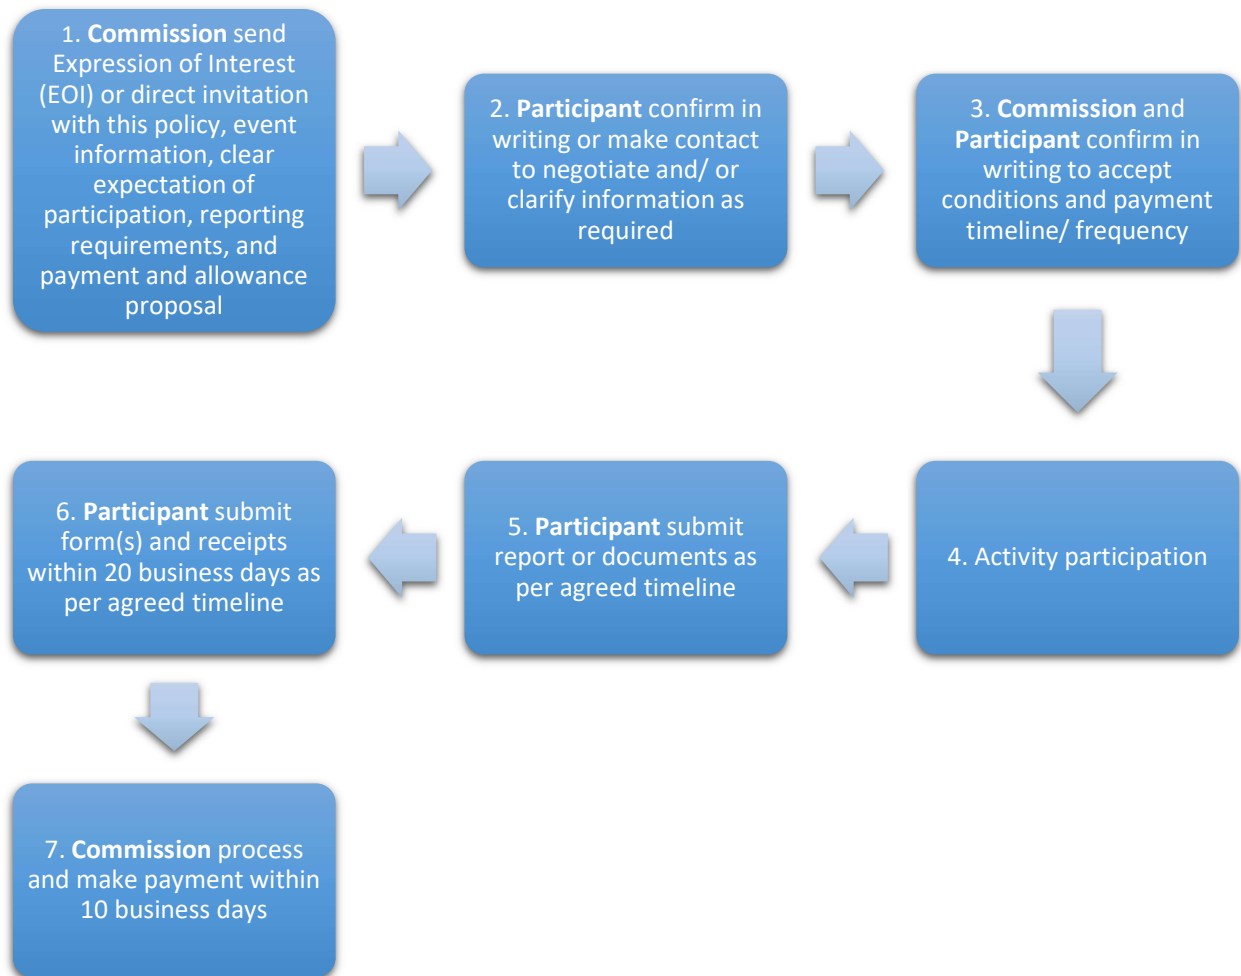 1. Commission send
Expression of Interest
(EOI) or direct invitation
with this policy, event
information, clear
expectation of
participation, reporting
requirements, and
payment and allowance
proposal
2. Participant confirm in
writing or make contact
to negotiate and/ or
clarify information as
required
3. Commission and
Participant confirm in
writing to accept
conditions and payment
timeline/ frequency
4. Activity participation
5. Participant submit
report or documents as
per agreed timeline
6. Participant submit
form(s) and receipts
within 20 business days as
per agreed timeline
7. Commission process
and make payment within
10 business days